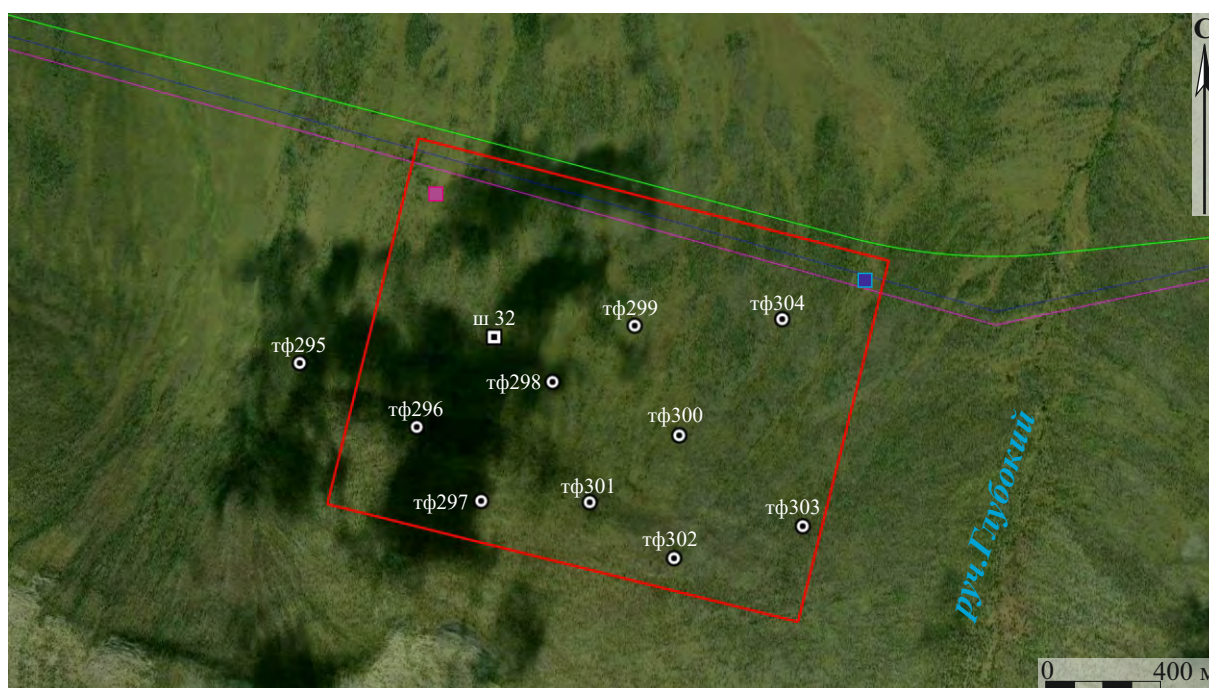 С
тф299
тф304
ш 32
тф295
тф298
тф296
тф300
тф301
тф297
тф303
тф302
руч.Глубокий
0 400 м